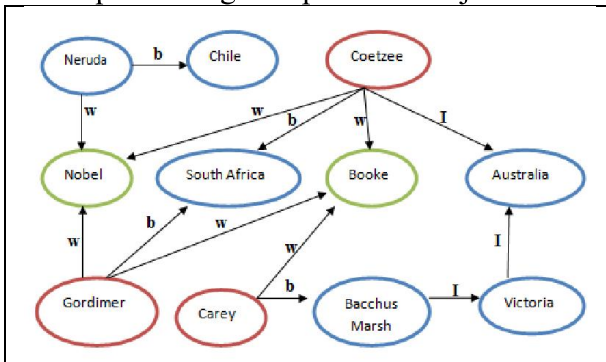 Neruda b Chile Coetzee
w w b w I
Nobel South Africa Booke Australia
w b w w I
Gordimer Carey b Bacchus Marsh I Victoria